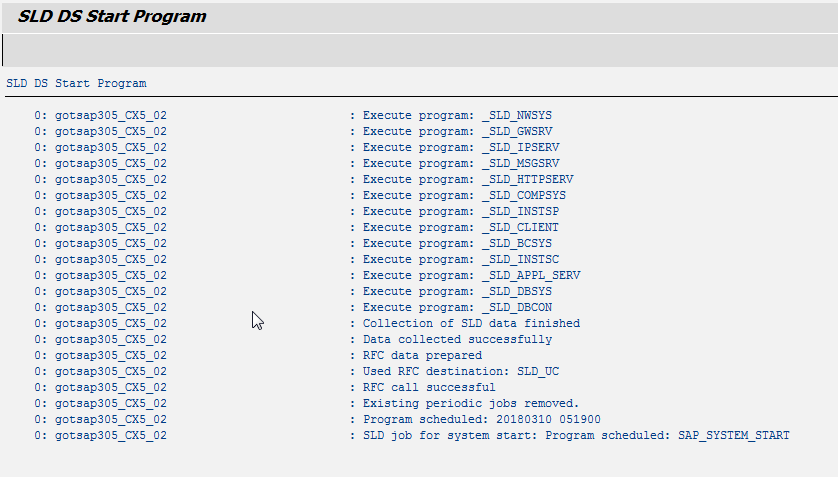 SLD DS Start Program
SLD DS Start Program
0: gotsap305_CX5_02 : Execute program: _SLD_NWSYS
0: gotsap305_CX5_02 : Execute program: _SLD_GWSRV
0: gotsap305_CX5_02 : Execute program: _SLD_IPSERV
0: gotsap305_CX5_02 : Execute program: _SLD_MSGSRV
0: gotsap305_CX5_02 : Execute program: _SLD_HTTPSERV
0: gotsap305_CX5_02 : Execute program: _SLD_COMPSYS
0: gotsap305_CX5_02 : Execute program: _SLD_INSTSP
0: gotsap305_CX5_02 : Execute program: _SLD_CLIENT
0: gotsap305_CX5_02 : Execute program: _SLD_BCSYS
0: gotsap305_CX5_02 : Execute program: _SLD_INSTSC
0: gotsap305_CX5_02 : Execute program: _SLD_APPL_SERV
0: gotsap305_CX5_02 : Execute program: _SLD_DBSYS
0: gotsap305_CX5_02 : Execute program: _SLD_DBCON
0: gotsap305_CX5_02 : Collection of SLD data finished
0: gotsap305_CX5_02 : Data collected successfully
0: gotsap305_CX5_02 : RFC data prepared
0: gotsap305_CX5_02 : Used RFC destination: SLD_UC
0: gotsap305_CX5_02 : RFC call successful
0: gotsap305_CX5_02 : Existing periodic jobs removed.
0: gotsap305_CX5_02 : Program scheduled: 20180310 051900
0: gotsap305_CX5_02 : SLD job for system start: Program scheduled: SAP_SYSTEM_START